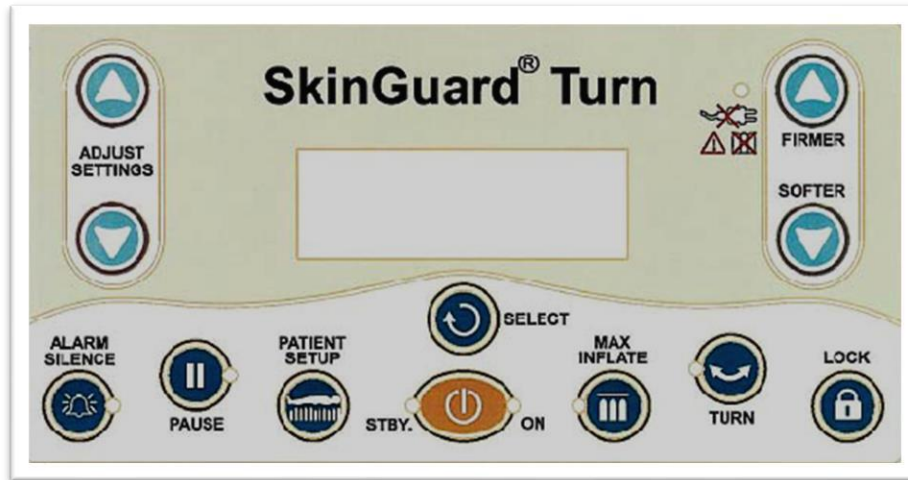 SkinGuard® Turn
ADJUST
SETTINGS
FIRMER
SOFTER
SELECT
ALARM
SILENCE
PAUSE
PATIENT
SETUP
STBY.
ON
MAX
INFLATE
TURN
LOCK